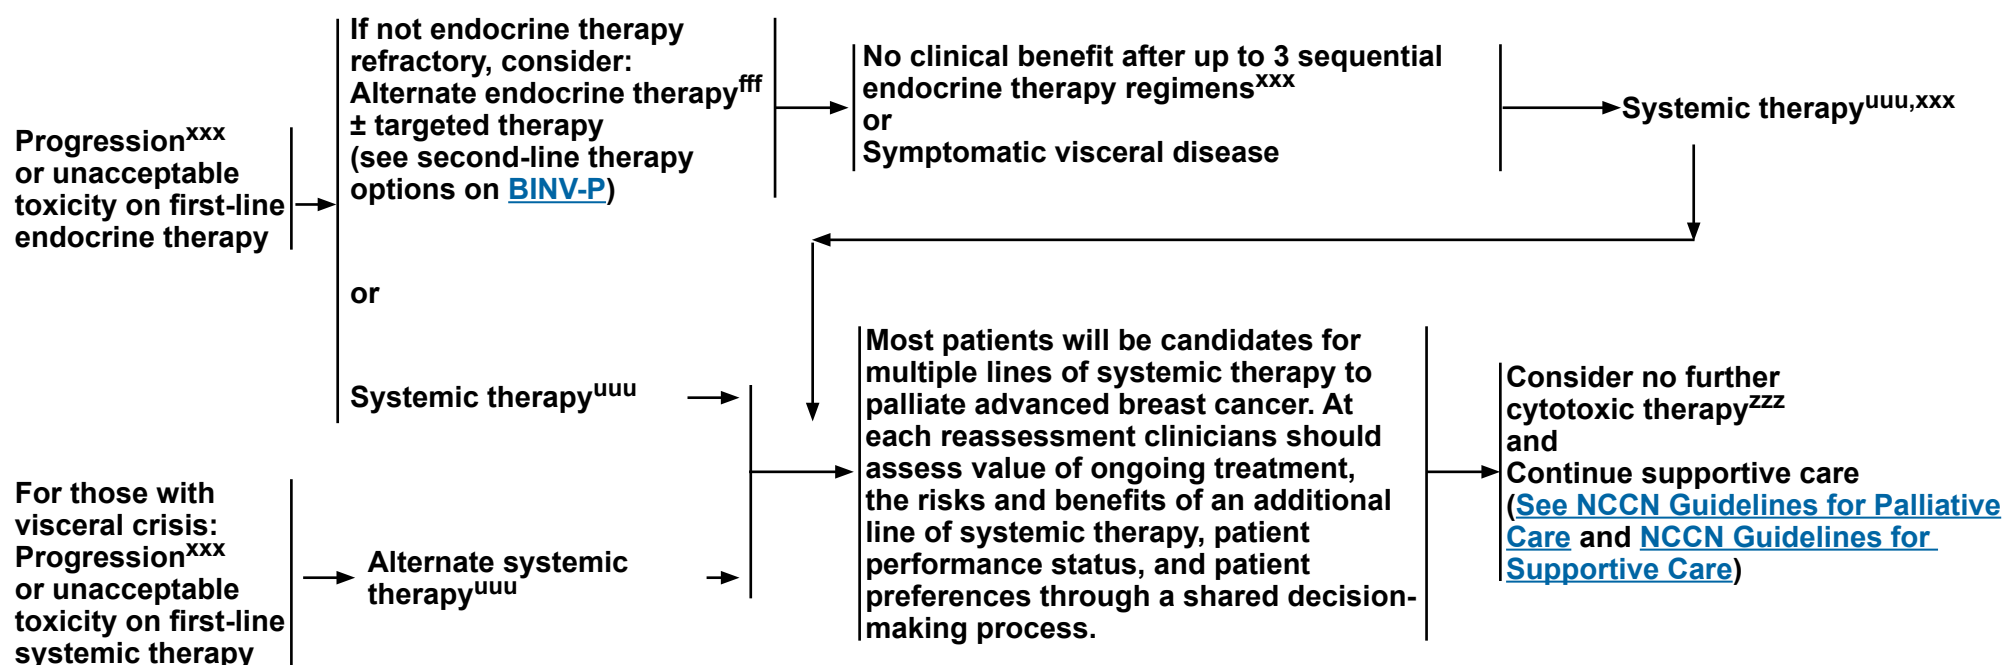 Progressionxxx
or unacceptable
toxicity on first-line
endocrine therapy
If not endocrine therapy
refractory, consider:
Alternate endocrine therapyfff
± targeted therapy
(see second-line therapy
options on BINV-P)
or
Systemic therapyuuu
No clinical benefit after up to 3 sequential
endocrine therapy regimensxxx
or
Symptomatic visceral disease
Systemic therapyuuu,xxx
For those with
visceral crisis:
Progressionxxx
or unacceptable
toxicity on first-line
systemic therapy
Alternate systemic
therapyuuu
Most patients will be candidates for
multiple lines of systemic therapy to
palliate advanced breast cancer. At
each reassessment clinicians should
assess value of ongoing treatment,
the risks and benefits of an additional
line of systemic therapy, patient
performance status, and patient
preferences through a shared decision-
making process.
Consider no further
cytotoxic therapyzzz
and
Continue supportive care
(See NCCN Guidelines for Palliative
Care and NCCN Guidelines for
Supportive Care)